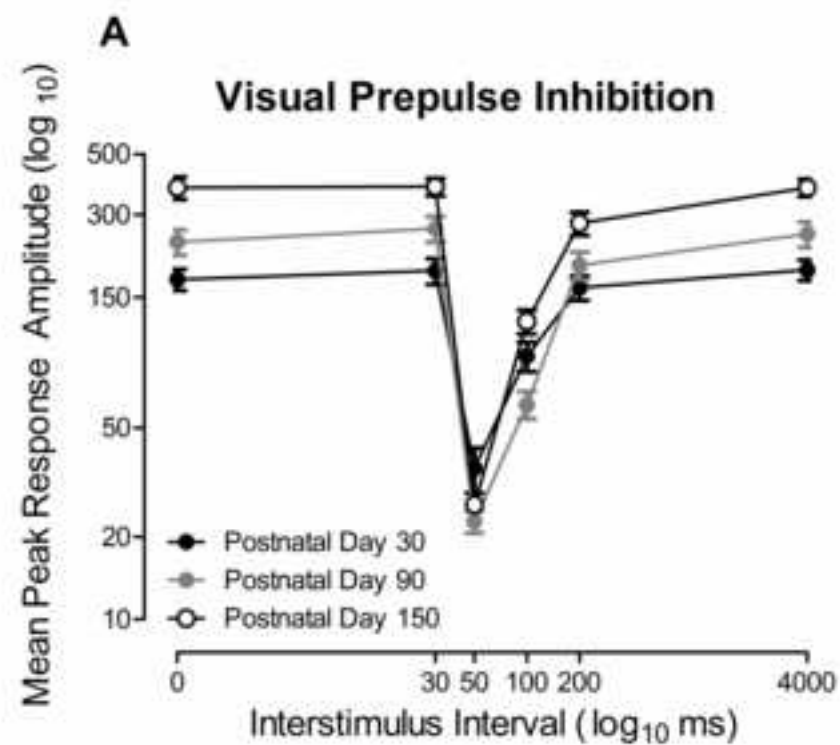 A
Visual Prepulse Inhibition
Mean Peak Response Amplitude (log 10)
500
300
150
50
20
10
Postnatal Day 30
Postnatal Day 90
Postnatal Day 150
0 30 50 100 200 4000
Interstimulus Interval (log10 ms)